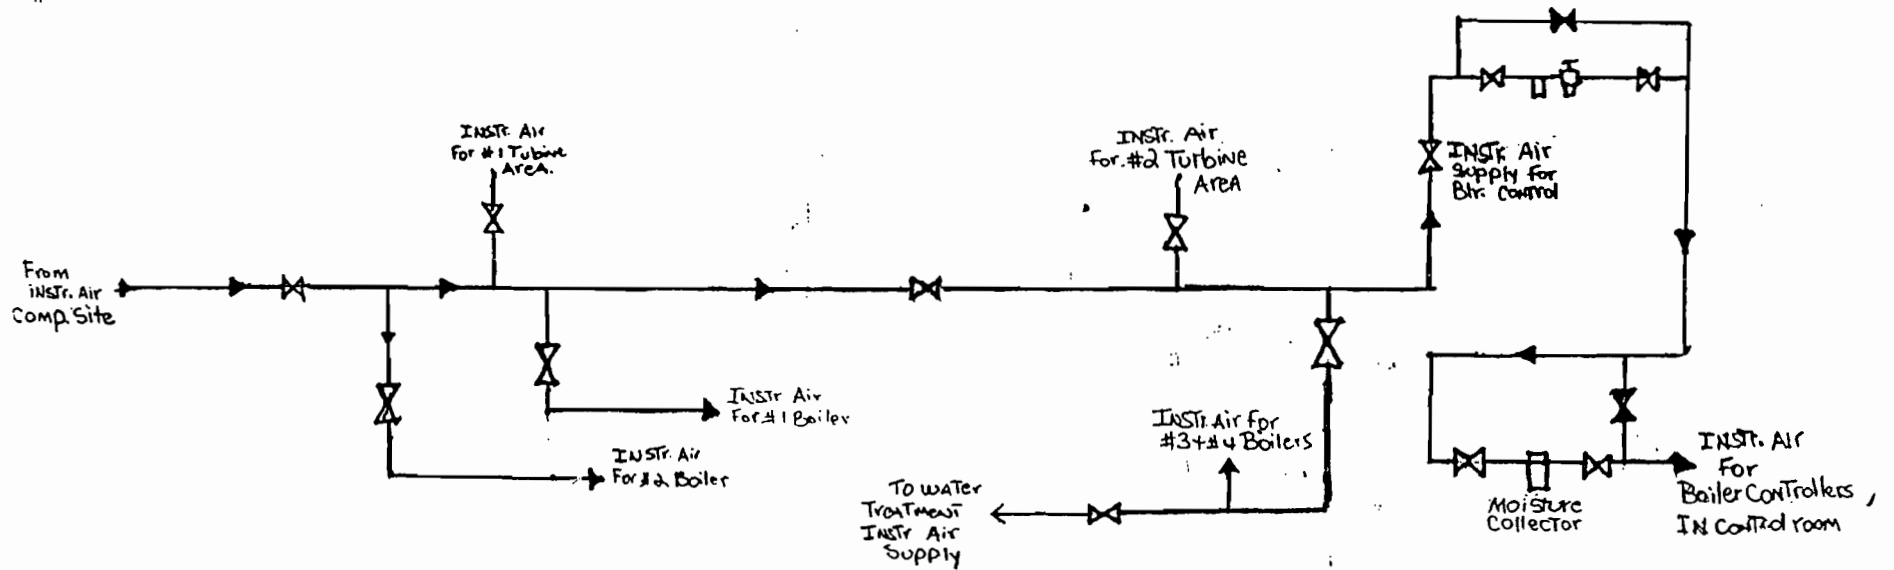 INSTr. Air
For #1 Tubine
AreA.
INSTr. Air
For. #2 Turbine
AreA
INSTr Air
Supply For
Blr. Control
From
iNSTr. Air
Comp. Site
INSTr Air
For #1 Boiler
INSTr. Air
For #2 Boiler
INSTr. Air For
#3+#4 Boilers
To WATer
TreaTmenT
INSTr Air
Supply
Moisture
Collector
INSTr. Air
For
Boiler Controllers,
IN Control room